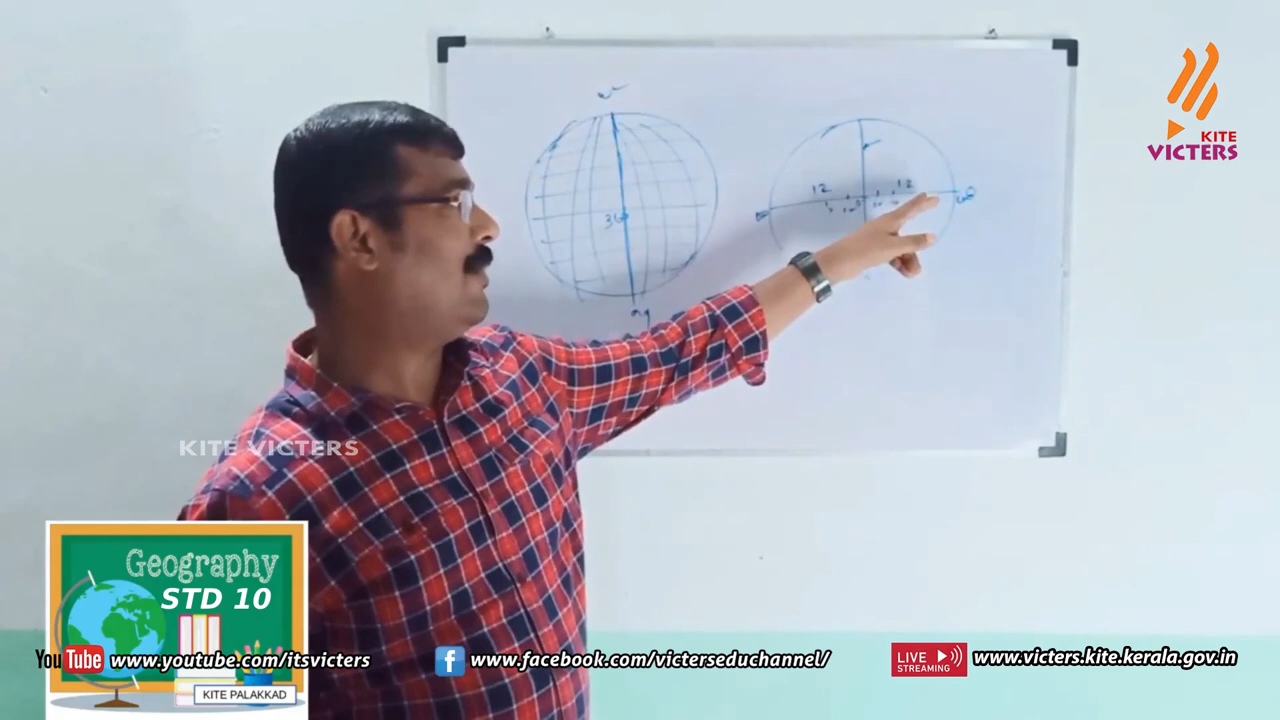 KITE
VICTERS
12
12
360
KITE VICTERS
Geography
STD 10
KITE PALAKKAD
YouTube www.youtube.com/itsvicters
f www.facebook.com/victerseduchannel/
LIVE
STREAMING
www.victers.kite.kerala.gov.in